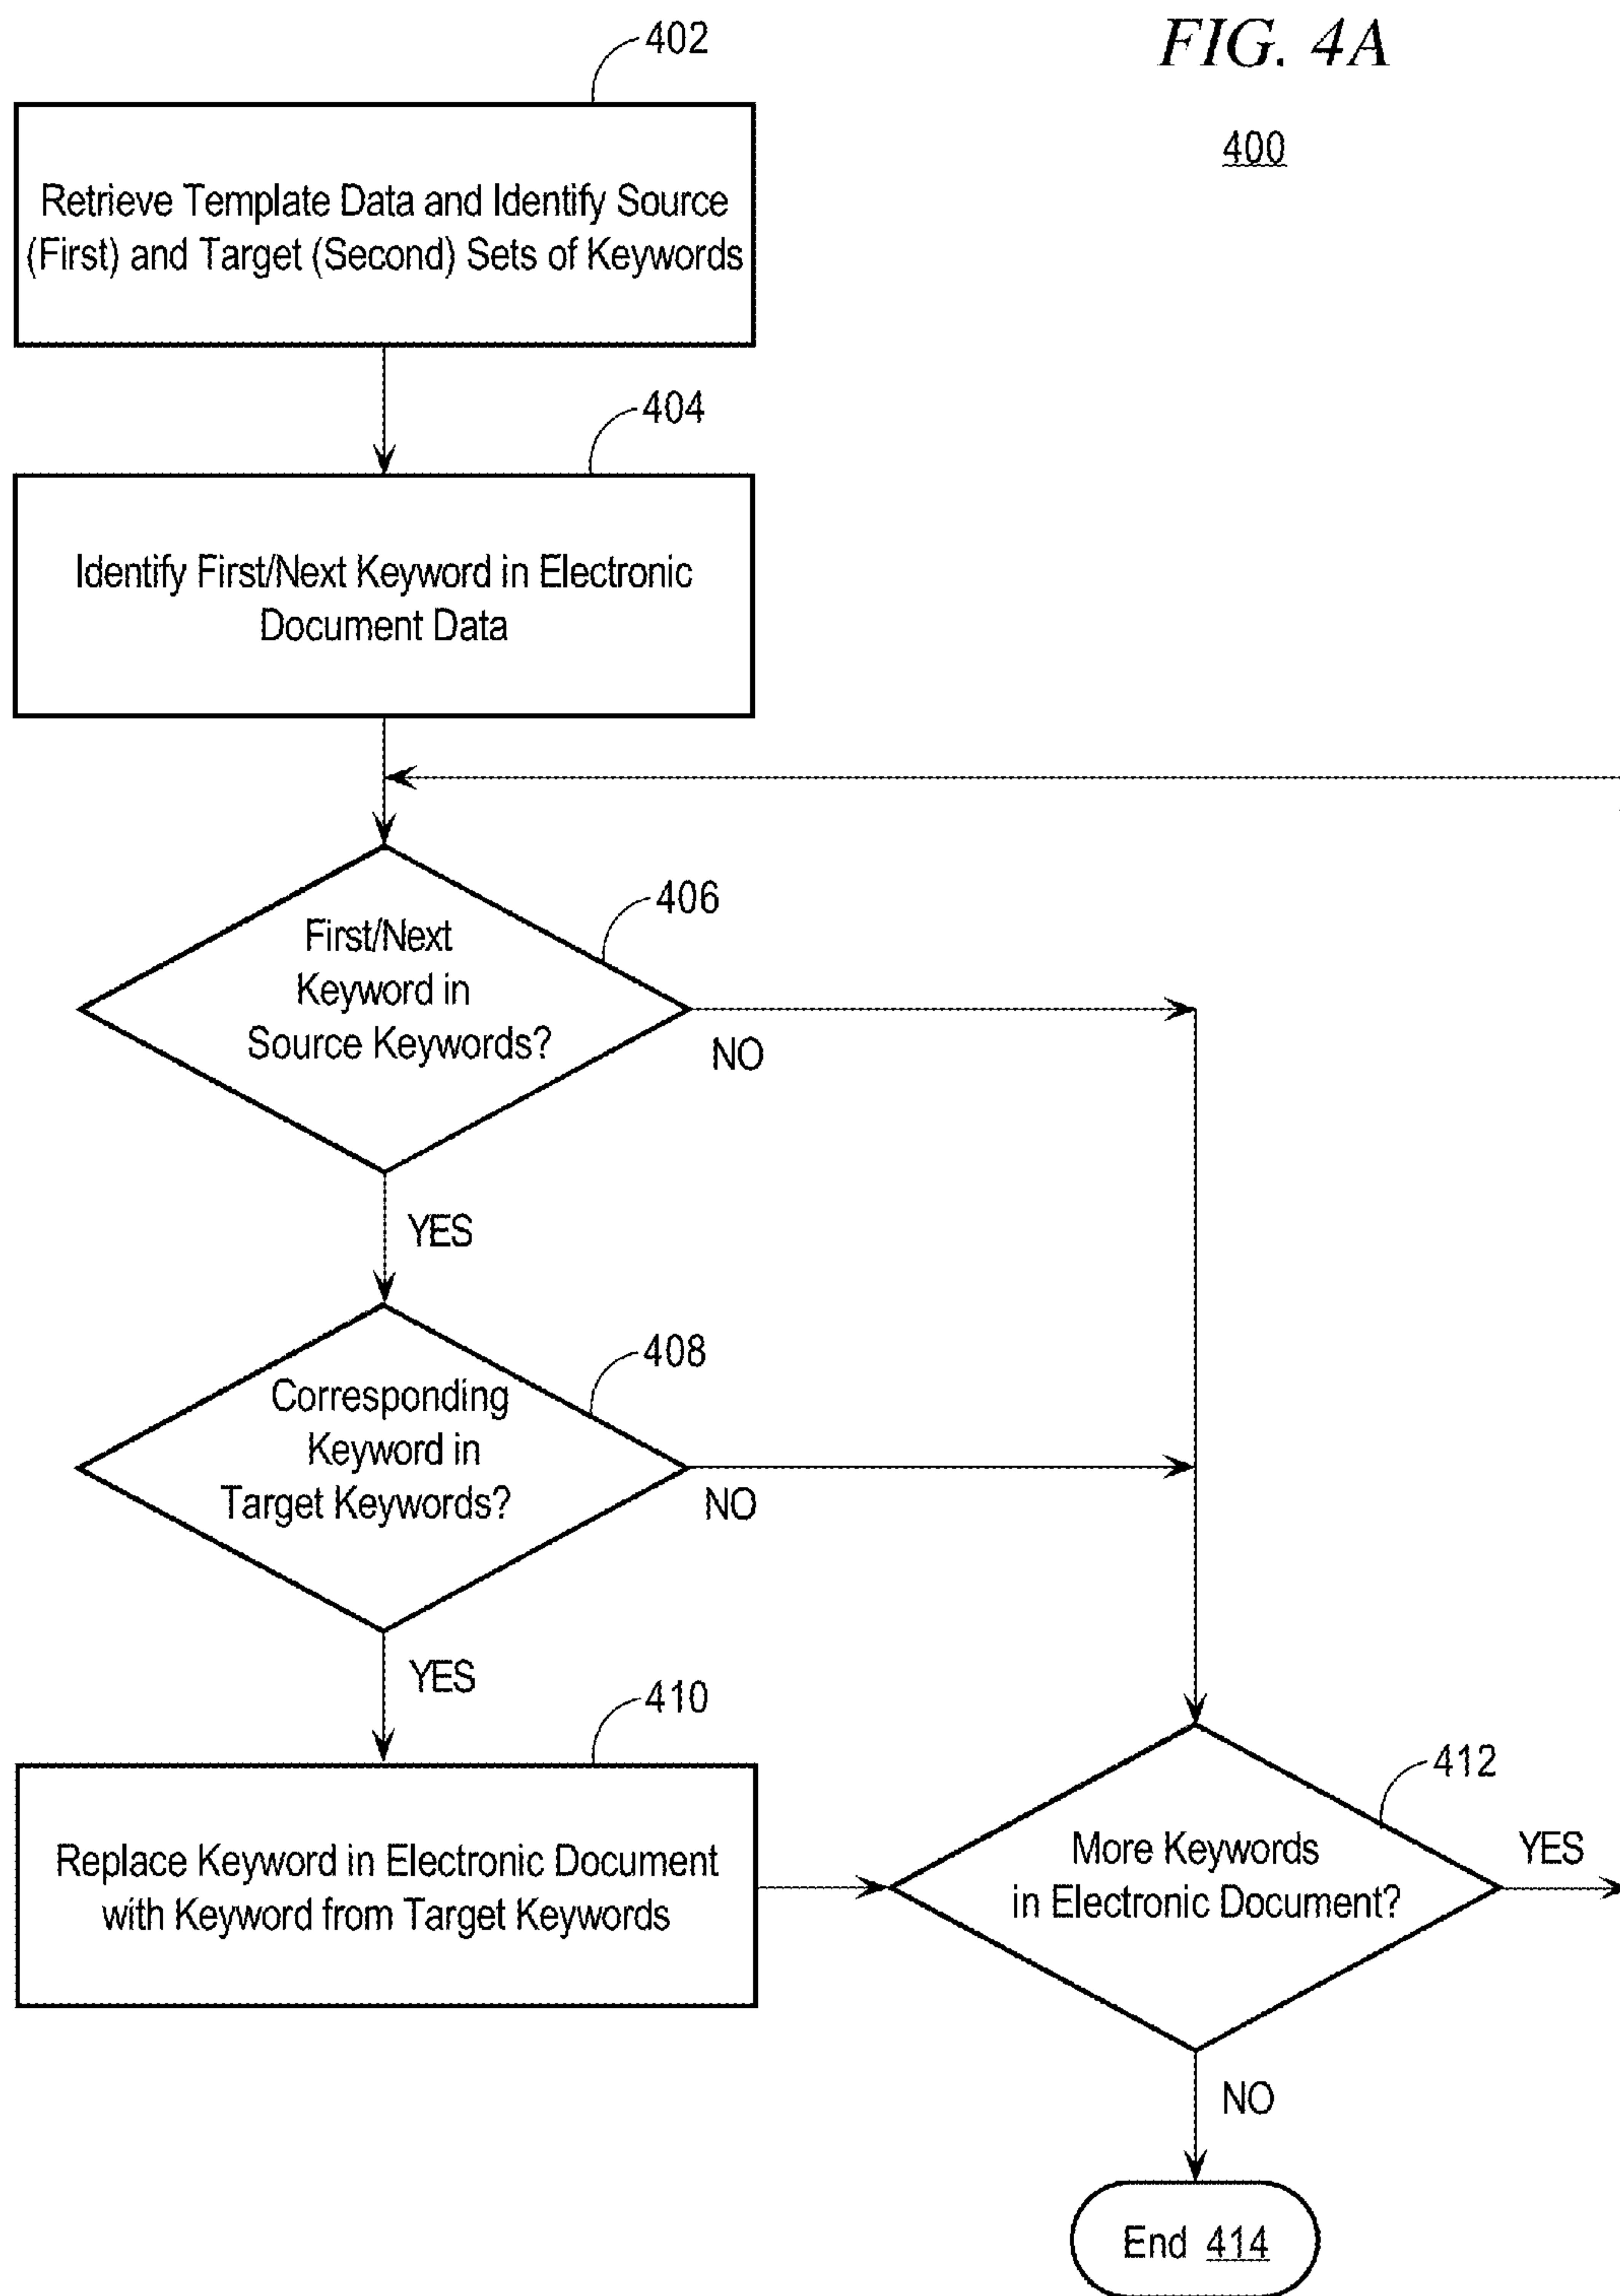 FIG. 4A
400
402
Retrieve Template Data and Identify Source
(First) and Target (Second) Sets of Keywords
404
Identify First/Next Keyword in Electronic
Document Data
406
First/Next
Keyword in
Source Keywords?
NO
YES
408
Corresponding
Keyword in
Target Keywords?
NO
YES
410
Replace Keyword in Electronic Document
with Keyword from Target Keywords
412
More Keywords
in Electronic Document?
YES
NO
End 414